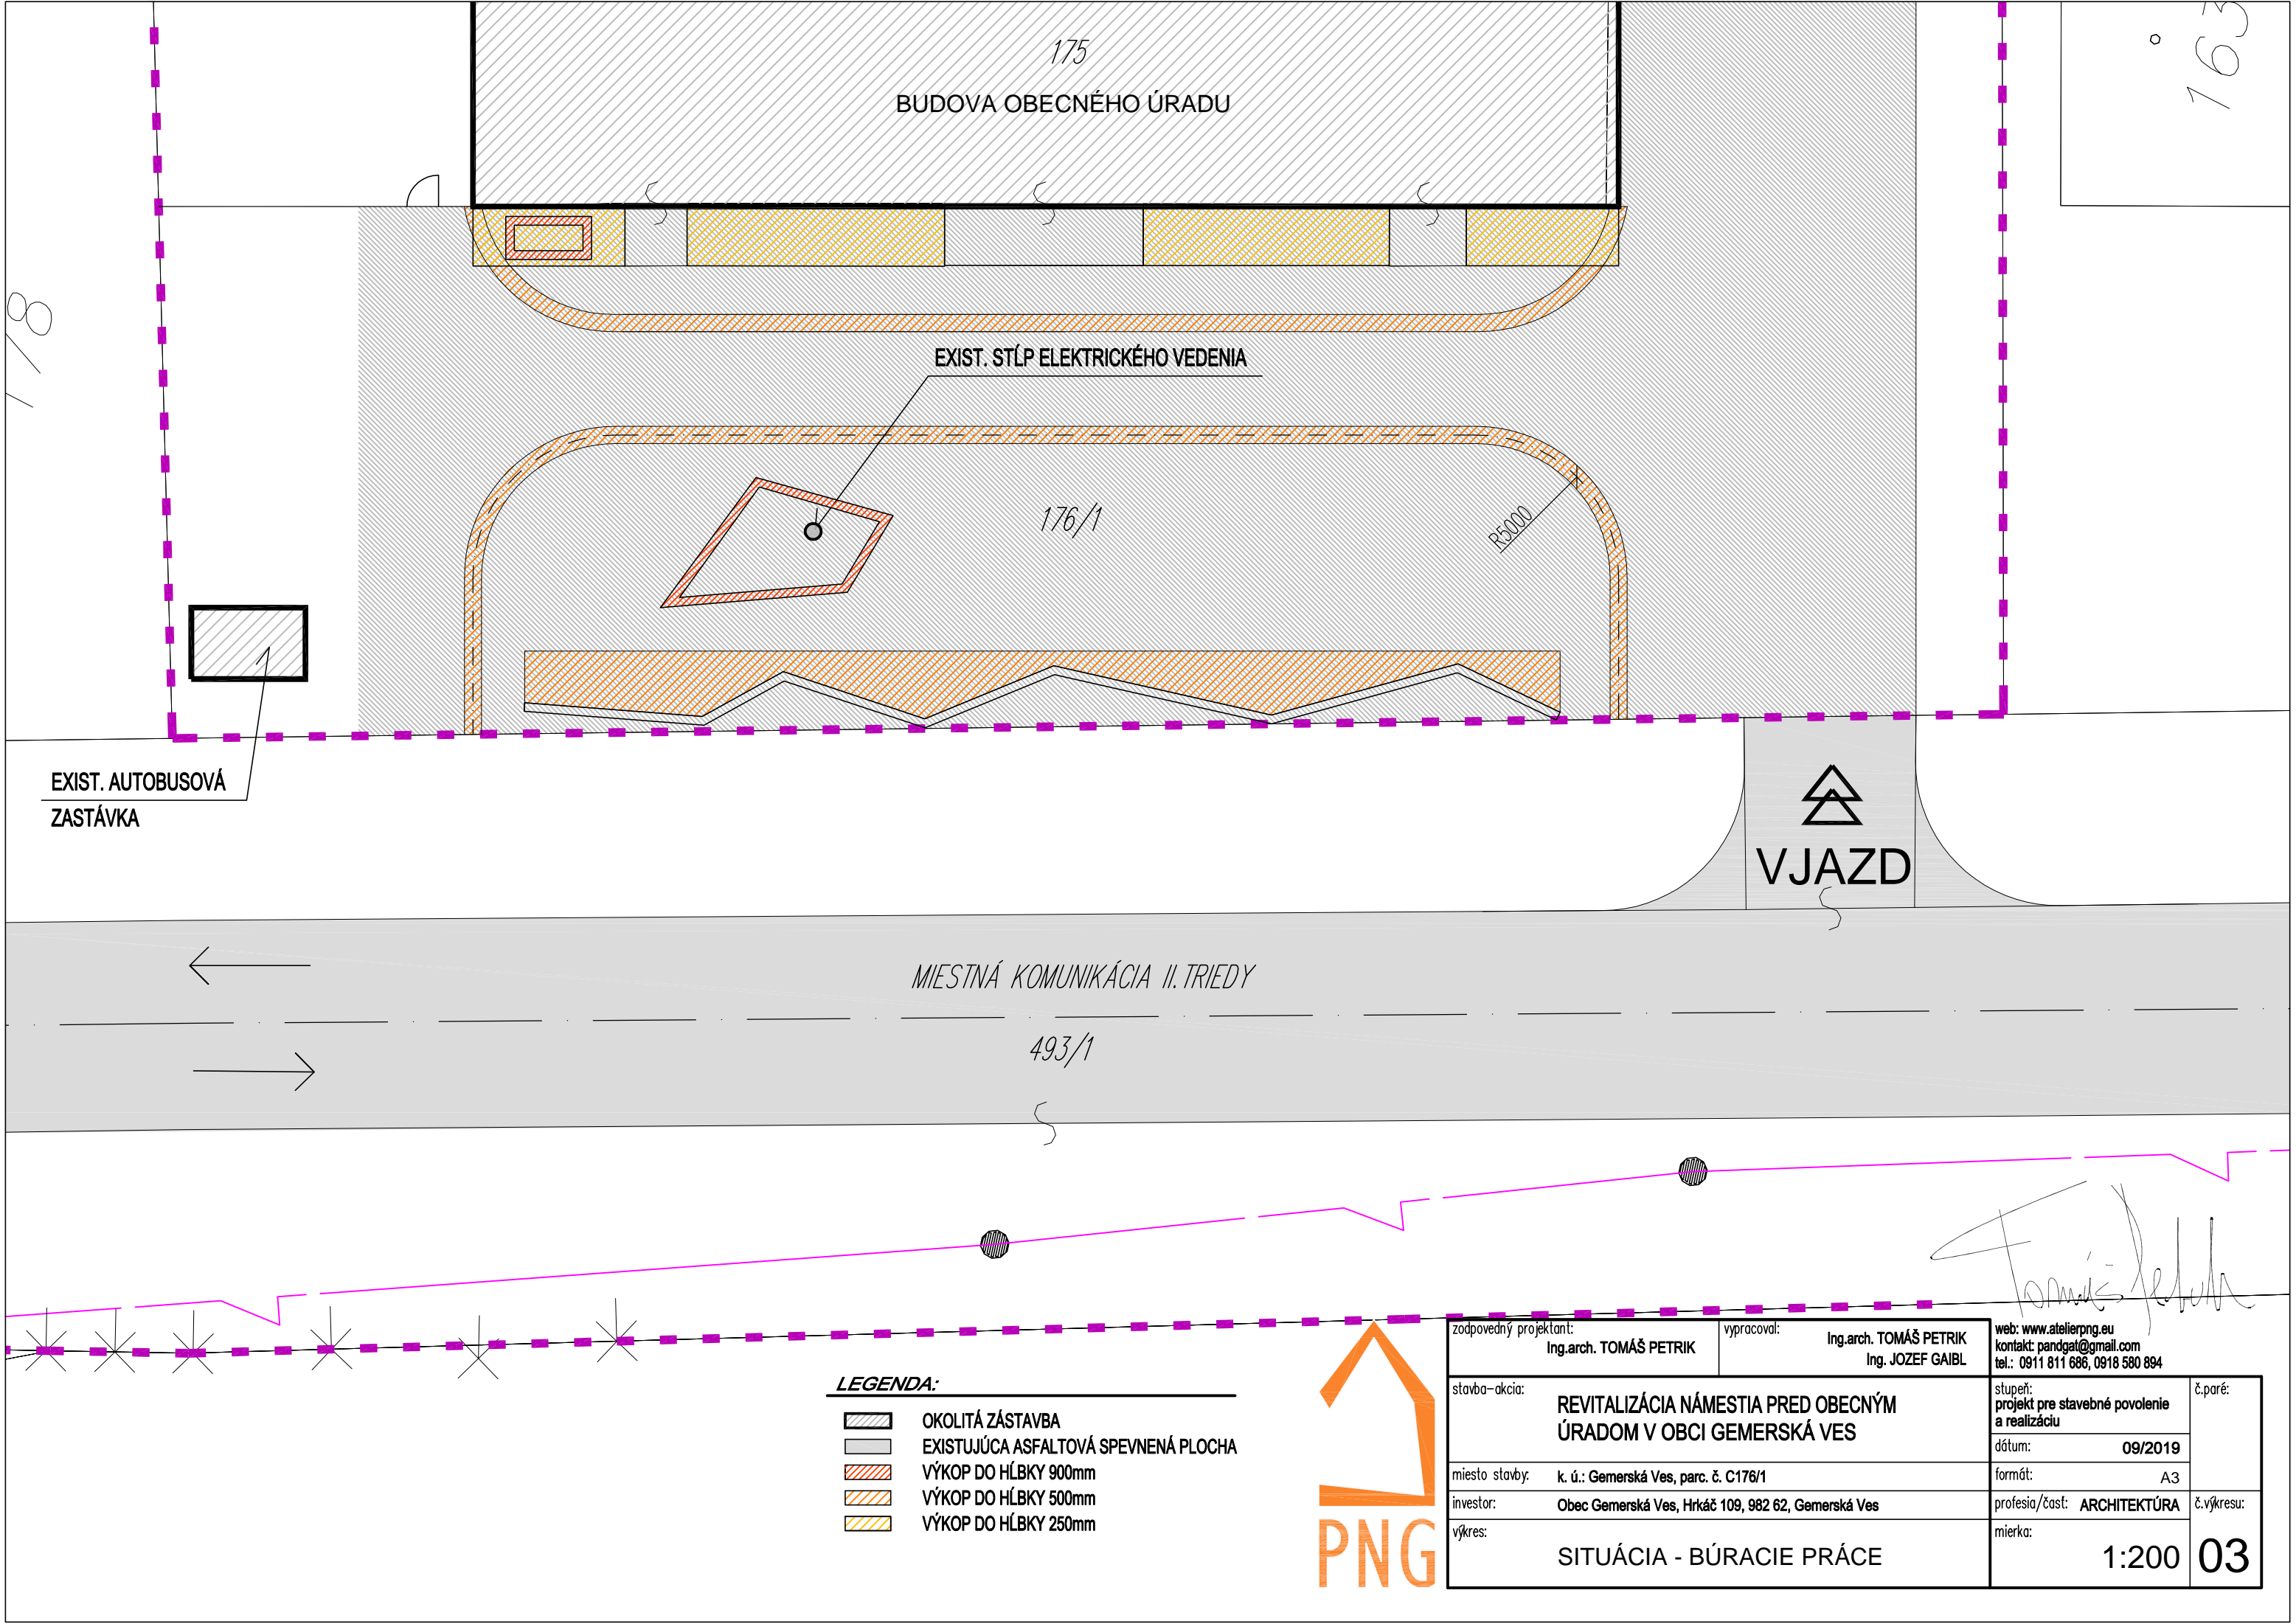 175
BUDOVA OBECNÉHO ÚRADU
163
178
EXIST. STĹP ELEKTRICKÉHO VEDENIA
176/1
R5000
EXIST. AUTOBUSOVÁ
ZASTÁVKA
VJAZD
MIESTNÁ KOMUNIKÁCIA II. TRIEDY
493/1
LEGENDA:
OKOLITÁ ZÁSTAVBA
EXISTUJÚCA ASFALTOVÁ SPEVNENÁ PLOCHA
VÝKOP DO HĹBKY 900mm
VÝKOP DO HĹBKY 500mm
VÝKOP DO HĹBKY 250mm
PNG
zodpovedný projektant:
Ing.arch. TOMÁŠ PETRIK
vypracoval:
Ing.arch. TOMÁŠ PETRIK
Ing. JOZEF GAIBL
web: www.atelierpng.eu
kontakt: pandgat@gmail.com
tel.: 0911 811 686, 0918 580 894
stavba-akcia:
REVITALIZÁCIA NÁMESTIA PRED OBECNÝM
ÚRADOM V OBCI GEMERSKÁ VES
stupeň:
projekt pre stavebné povolenie
a realizáciu
č.paré:
dátum: 09/2019
miesto stavby: k. ú.: Gemerská Ves, parc. č. C176/1
formát: A3
investor: Obec Gemerská Ves, Hrkáč 109, 982 62, Gemerská Ves
profesia/časť: ARCHITEKTÚRA
č.výkresu:
výkres:
SITUÁCIA - BÚRACIE PRÁCE
mierka:
1:200
03